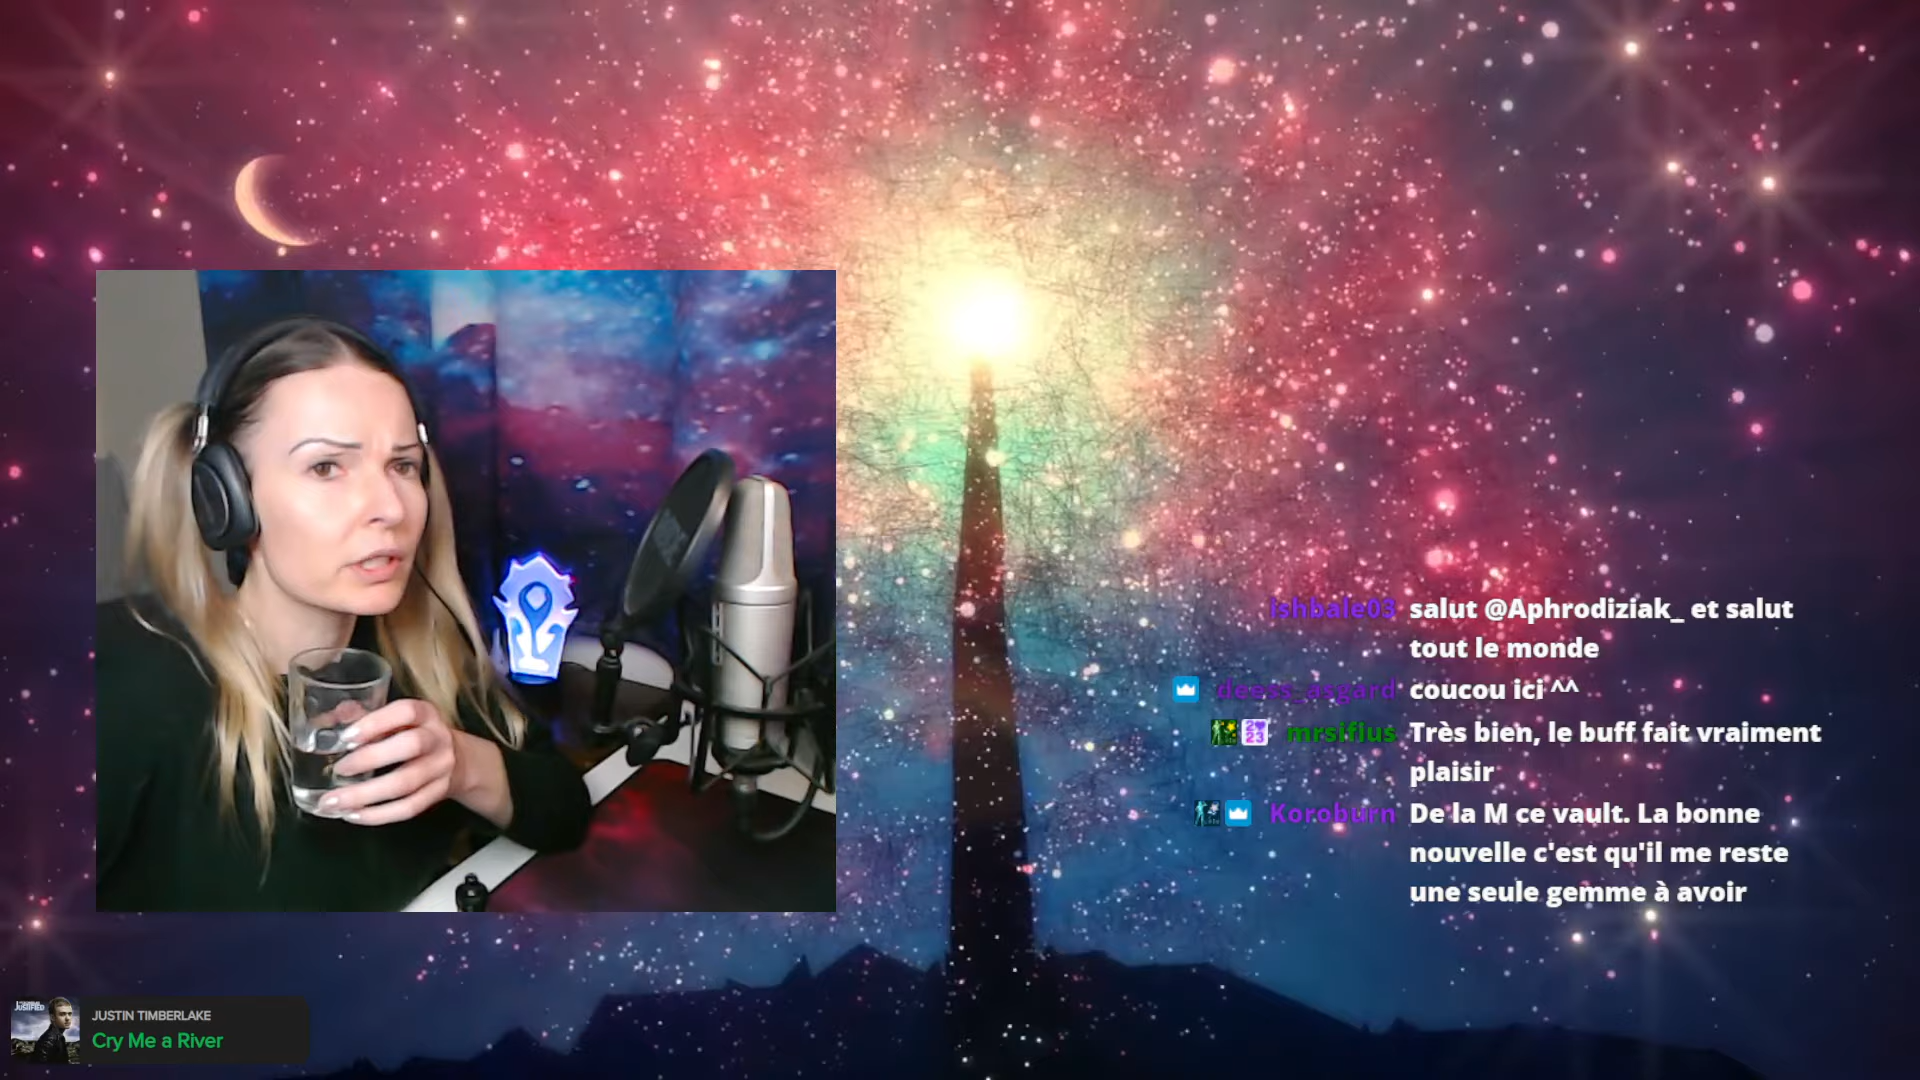 ishbale03 salut @Aphrodiziak_ et salut
tout le monde
deess_asgard coucou ici ^^
mrsiflus Très bien, le buff fait vraiment
plaisir
Koroburn De la M ce vault. La bonne
nouvelle c'est qu'il me reste
une seule gemme à avoir
JUSTIN TIMBERLAKE
Cry Me a River